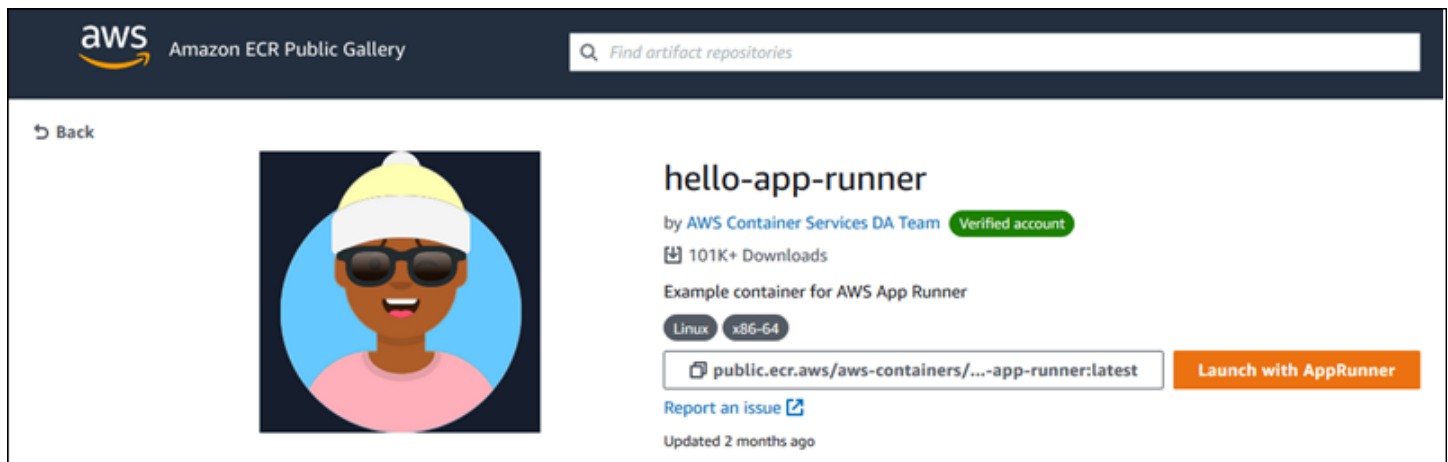 aws
Amazon ECR Public Gallery
Find artifact repositories
Back
hello-app-runner
by AWS Container Services DA Team Verified account
101K+ Downloads
Example container for AWS App Runner
Linux x86-64
public.ecr.aws/aws-containers/...-app-runner:latest Launch with AppRunner
Report an issue
Updated 2 months ago